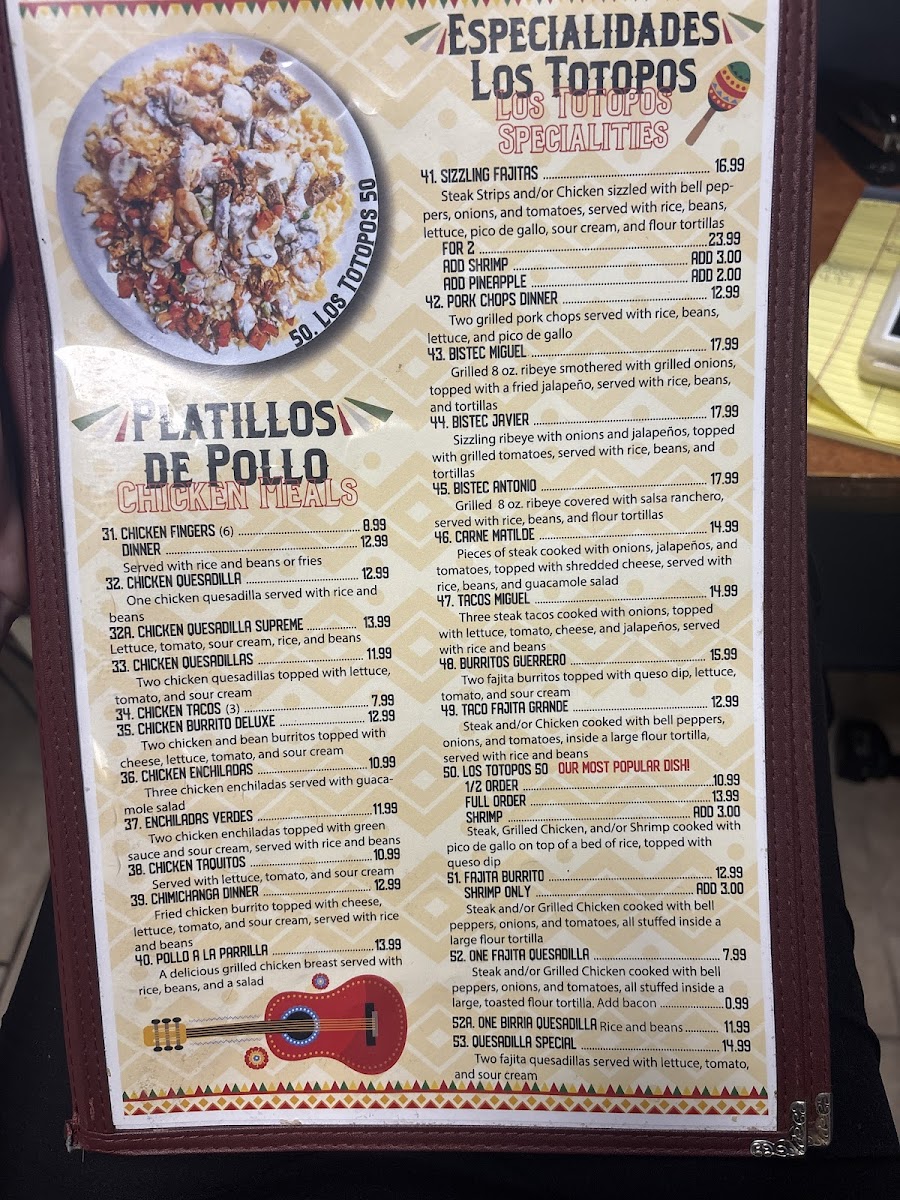 50. LOS TOTOPOS 50
PLATILLOS
DE POLLO
CHICKEN MEALS
31. CHICKEN FINGERS (6) ........ 8.99
DINNER ........ 12.99
Served with rice and beans or fries
32. CHICKEN QUESADILLA ........ 12.99
One chicken quesadilla served with rice and
beans
32A. CHICKEN QUESADILLA SUPREME ........ 13.99
Lettuce, tomato, sour cream, rice, and beans
33. CHICKEN QUESADILLAS ........ 11.99
Two chicken quesadillas topped with lettuce,
tomato, and sour cream
34. CHICKEN TACOS (3) ........ 7.99
35. CHICKEN BURRITO DELUXE ........ 12.99
Two chicken and bean burritos topped with
cheese, lettuce, tomato, and sour cream
36. CHICKEN ENCHILADAS ........ 10.99
Three chicken enchiladas served with guaca-
mole salad
37. ENCHILADAS VERDES ........ 11.99
Two chicken enchiladas topped with green
sauce and sour cream, served with rice and beans
38. CHICKEN TAQUITOS ........ 10.99
Served with lettuce, tomato, and sour cream
39. CHIMICHANGA DINNER ........ 12.99
Fried chicken burrito topped with cheese,
lettuce, tomato, and sour cream, served with rice
and beans
40. POLLO A LA PARRILLA ........ 13.99
A delicious grilled chicken breast served with
rice, beans, and a salad
ESPECIALIDADES
LOS TOTOPOS
LOS TOTOPOS
SPECIALITIES
41. SIZZLING FAJITAS ........ 16.99
Steak Strips and/or Chicken sizzled with bell pep-
pers, onions, and tomatoes, served with rice, beans,
lettuce, pico de gallo, sour cream, and flour tortillas
FOR 2 ........ 23.99
ADD SHRIMP ........ ADD 3.00
ADD PINEAPPLE ........ ADD 2.00
42. PORK CHOPS DINNER ........ 12.99
Two grilled pork chops served with rice, beans,
lettuce, and pico de gallo
43. BISTEC MIGUEL ........ 17.99
Grilled 8 oz. ribeye smothered with grilled onions,
topped with a fried jalapeño, served with rice, beans,
and tortillas
44. BISTEC JAVIER ........ 17.99
Sizzling ribeye with onions and jalapeños, topped
with grilled tomatoes, served with rice, beans, and
tortillas
45. BISTEC ANTONIO ........ 17.99
Grilled 8 oz. ribeye covered with salsa ranchero,
served with rice, beans, and flour tortillas
46. CARNE MATILDE ........ 14.99
Pieces of steak cooked with onions, jalapeños, and
tomatoes, topped with shredded cheese, served with
rice, beans, and guacamole salad
47. TACOS MIGUEL ........ 14.99
Three steak tacos cooked with onions, topped
with lettuce, tomato, cheese, and jalapeños, served
with rice and beans
48. BURRITOS GUERRERO ........ 15.99
Two fajita burritos topped with queso dip, lettuce,
tomato, and sour cream
49. TACO FAJITA GRANDE ........ 12.99
Steak and/or Chicken cooked with bell peppers,
onions, and tomatoes, inside a large flour tortilla,
served with rice and beans
50. LOS TOTOPOS 50 OUR MOST POPULAR DISH!
1/2 ORDER ........ 10.99
FULL ORDER ........ 13.99
SHRIMP ........ ADD 3.00
Steak, Grilled Chicken, and/or Shrimp cooked with
pico de gallo on top of a bed of rice, topped with
queso dip
51. FAJITA BURRITO ........ 12.99
SHRIMP ONLY ........ ADD 3.00
Steak and/or Grilled Chicken cooked with bell
peppers, onions, and tomatoes, all stuffed inside a
large flour tortilla
52. ONE FAJITA QUESADILLA ........ 7.99
Steak and/or Grilled Chicken cooked with bell
peppers, onions, and tomatoes, all stuffed inside a
large, toasted flour tortilla. Add bacon ........ 0.99
52A. ONE BIRRIA QUESADILLA Rice and beans ........ 11.99
53. QUESADILLA SPECIAL ........ 14.99
Two fajita quesadillas served with lettuce, tomato,
and sour cream